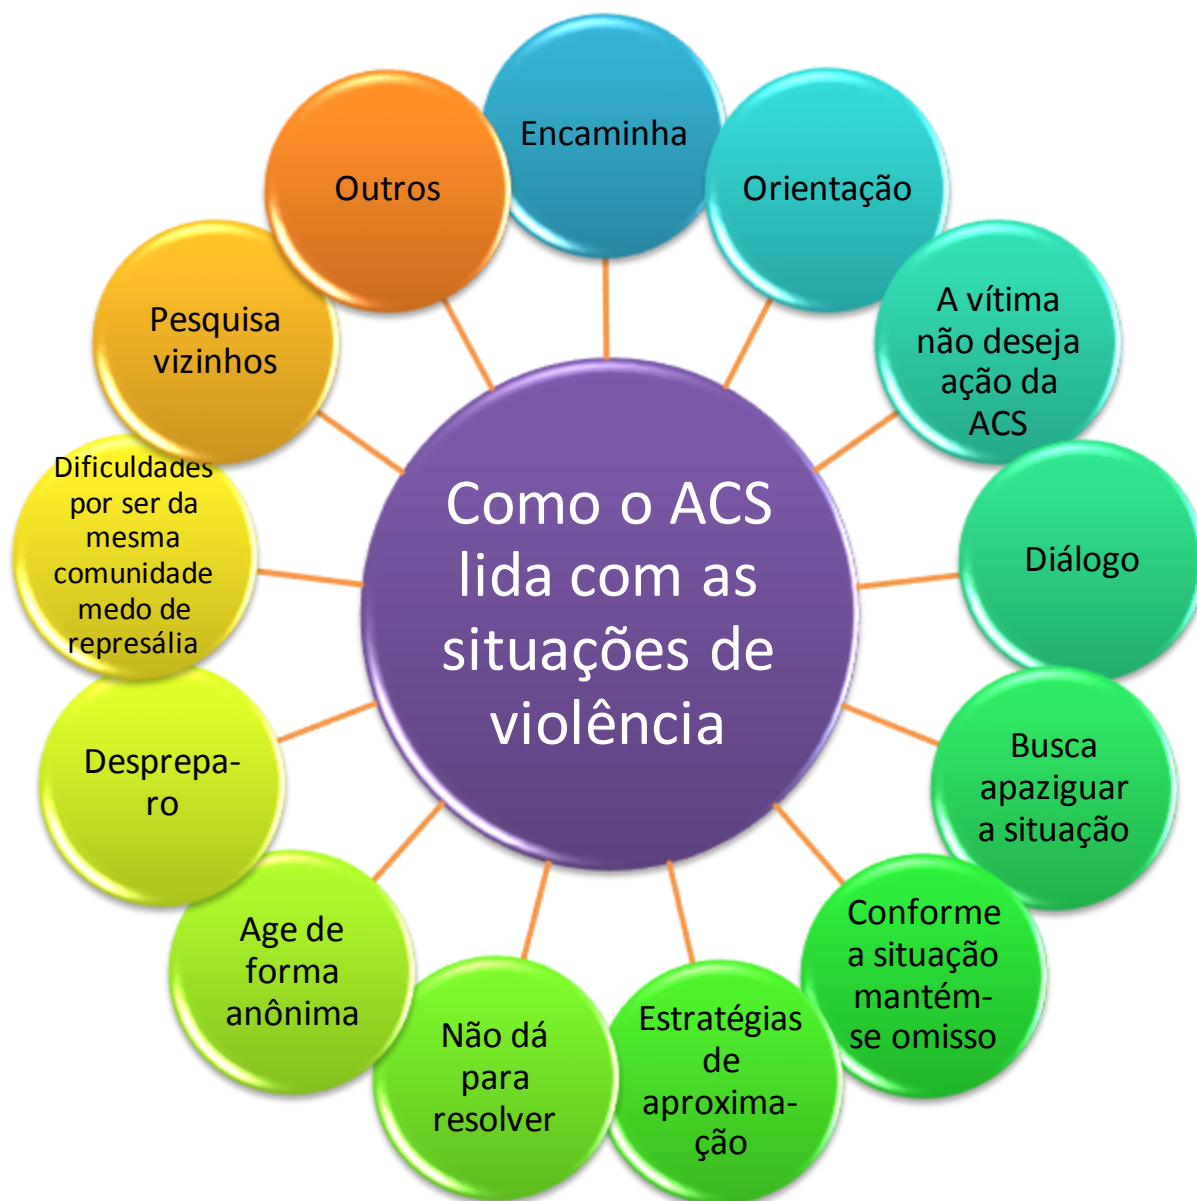 Como o ACS
lida com as
situações de
violência
Encaminha
Orientação
A vítima
não deseja
ação da
ACS
Diálogo
Busca
apaziguar
a situação
Conforme
a situação
mantém-
se omisso
Estratégias
de
aproxima-
ção
Não dá
para
resolver
Age de
forma
anônima
Desprepa-
ro
Dificuldades
por ser da
mesma
comunidade
medo de
represália
Pesquisa
vizinhos
Outros